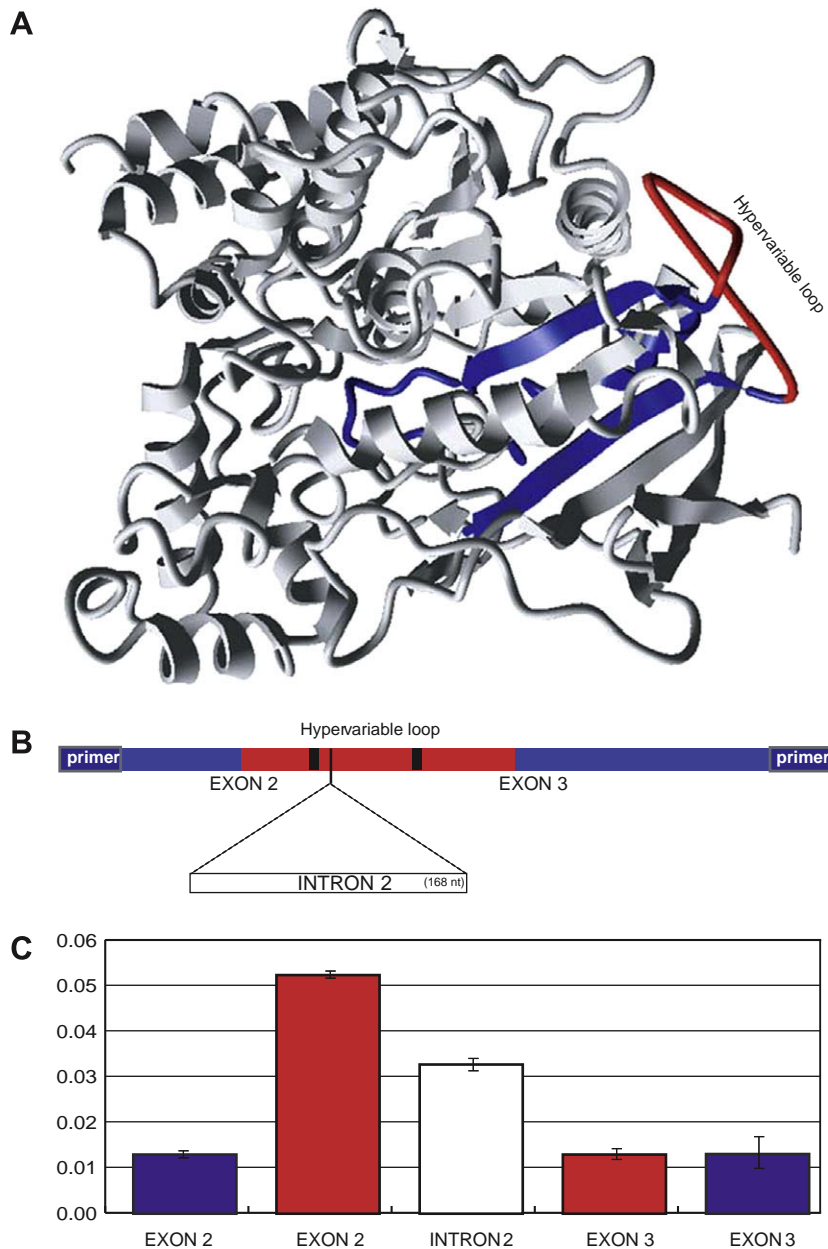 A
Hypervariable loop
B
Hypervariable loop
primer
primer
EXON 2
EXON 3
INTRON 2
(168 nt)
C
0.06
0.05
0.04
0.03
0.02
0.01
0.00
EXON 2
EXON 2
INTRON 2
EXON 3
EXON 3